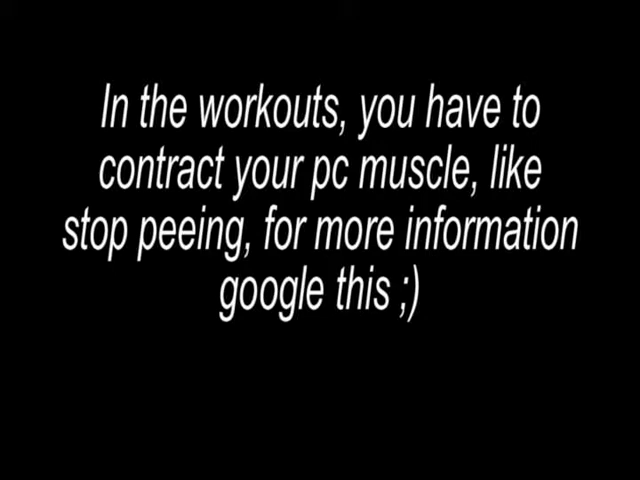 In the workouts, you have to
contract your pc muscle, like
stop peeing, for more information
google this ;)